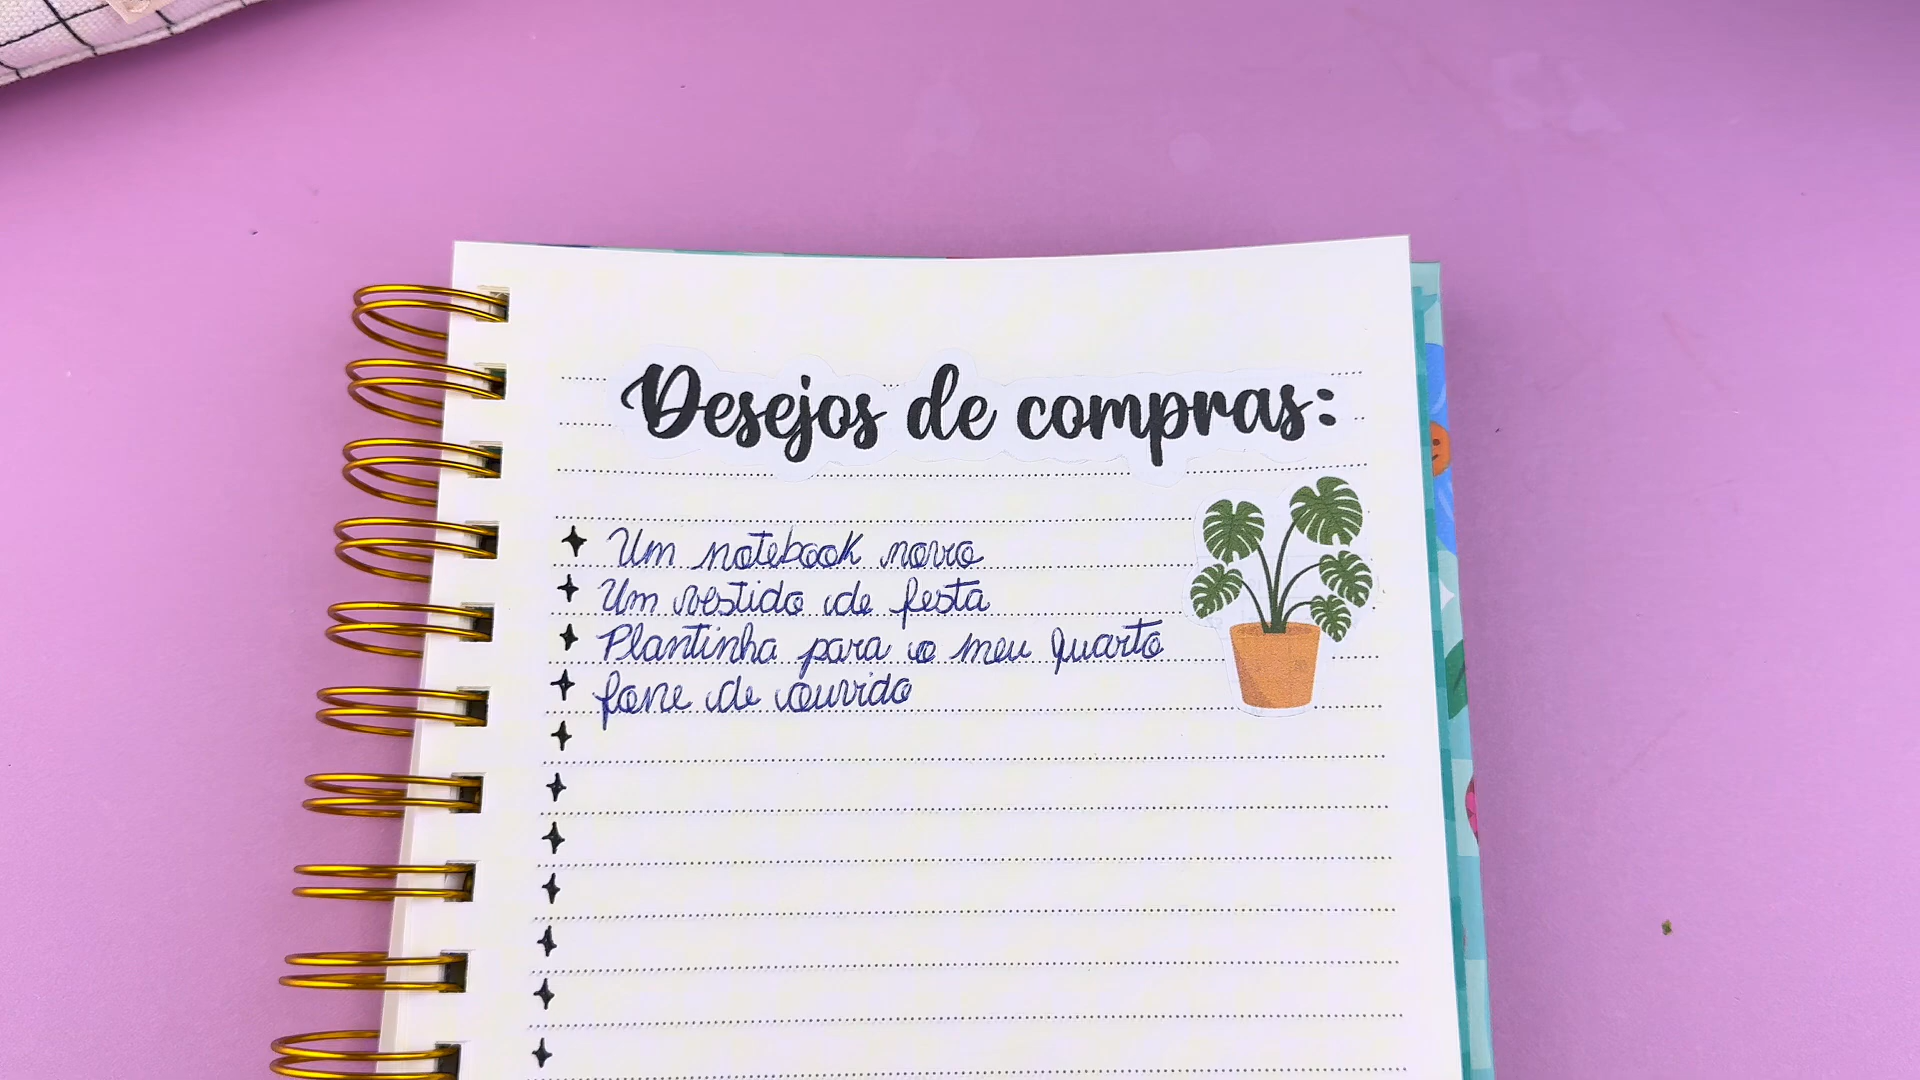 Desejos de compras:
Um notebook novo
Um vestido de festa
Plantinha para o meu quarto
fone de ouvido